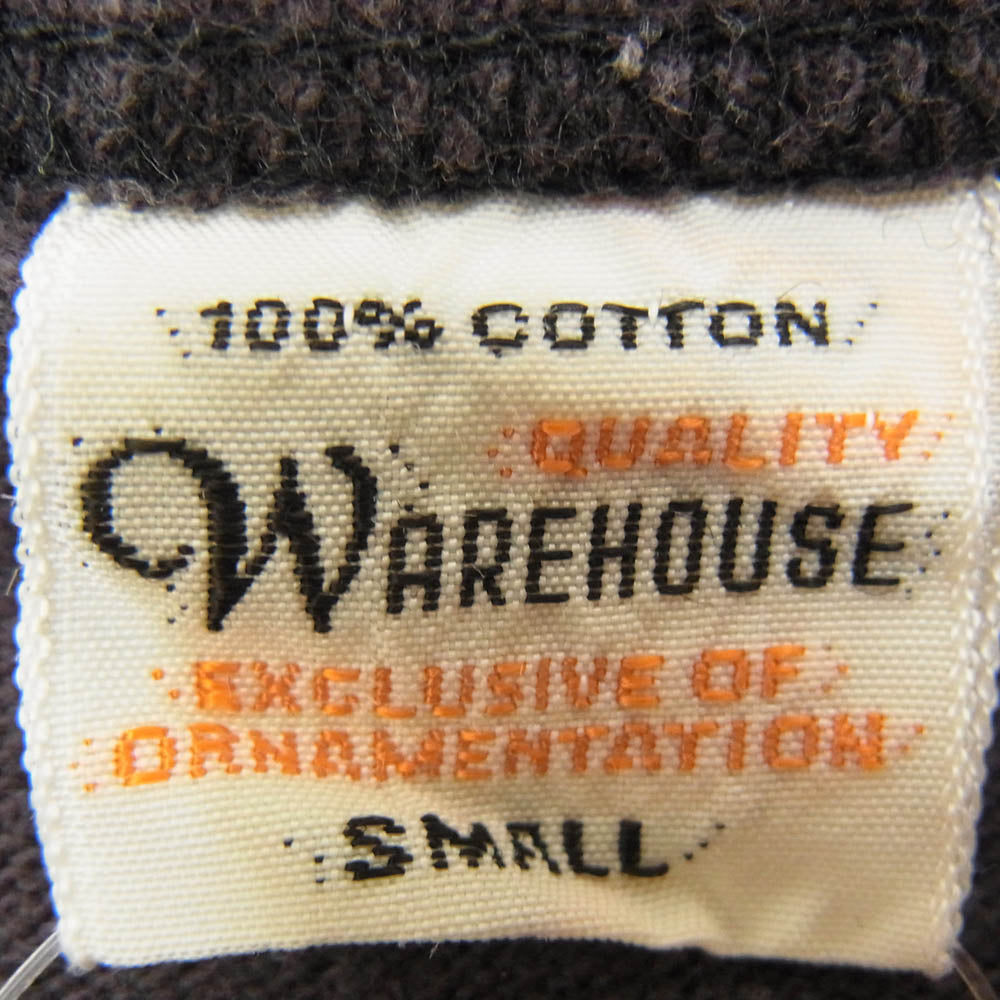 100% COTTON
QUALITY
WAREHOUSE
EXCLUSIVE OF
ORNAMENTATION
SMALL